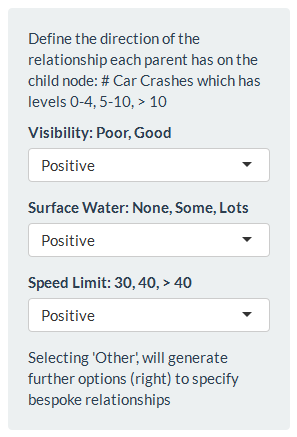 Define the direction of the
relationship each parent has on the
child node: # Car Crashes which has
levels 0-4, 5-10, > 10
Visibility: Poor, Good
Positive
Surface Water: None, Some, Lots
Positive
Speed Limit: 30, 40, > 40
Positive
Selecting 'Other', will generate
further options (right) to specify
bespoke relationships